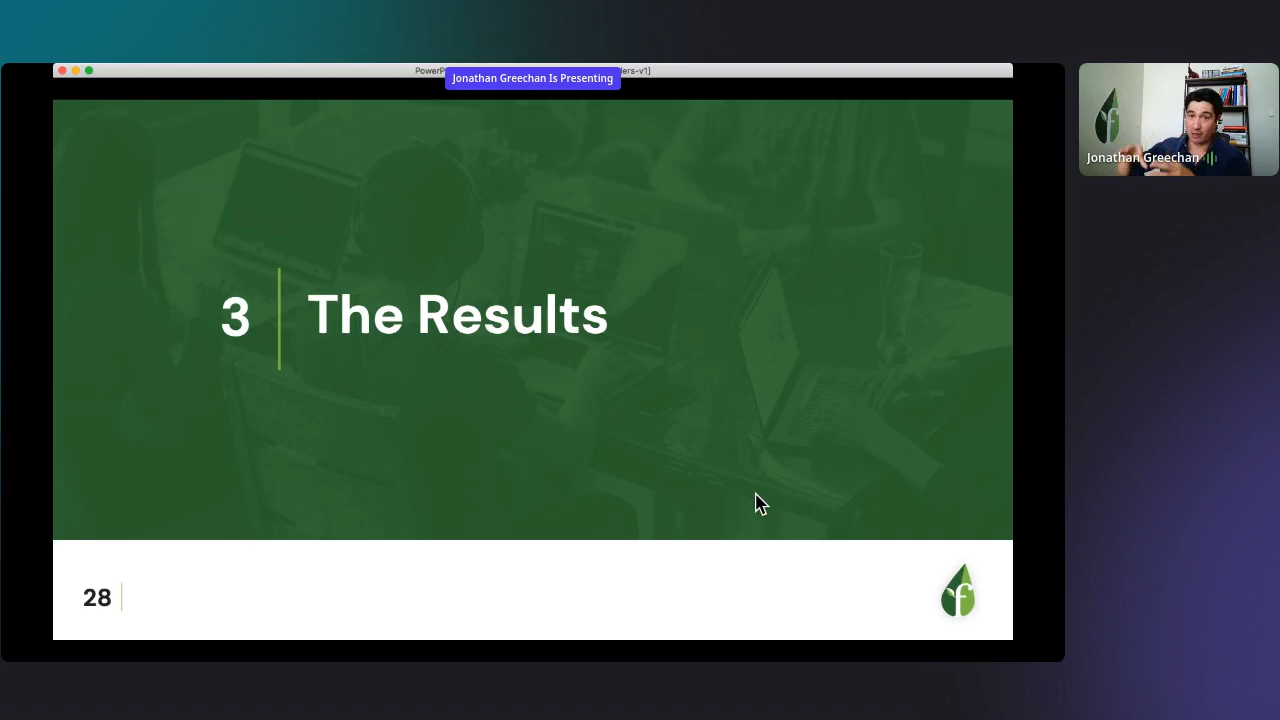 Jonathan Greechan Is Presenting
3 The Results
28
f
Jonathan Greechan